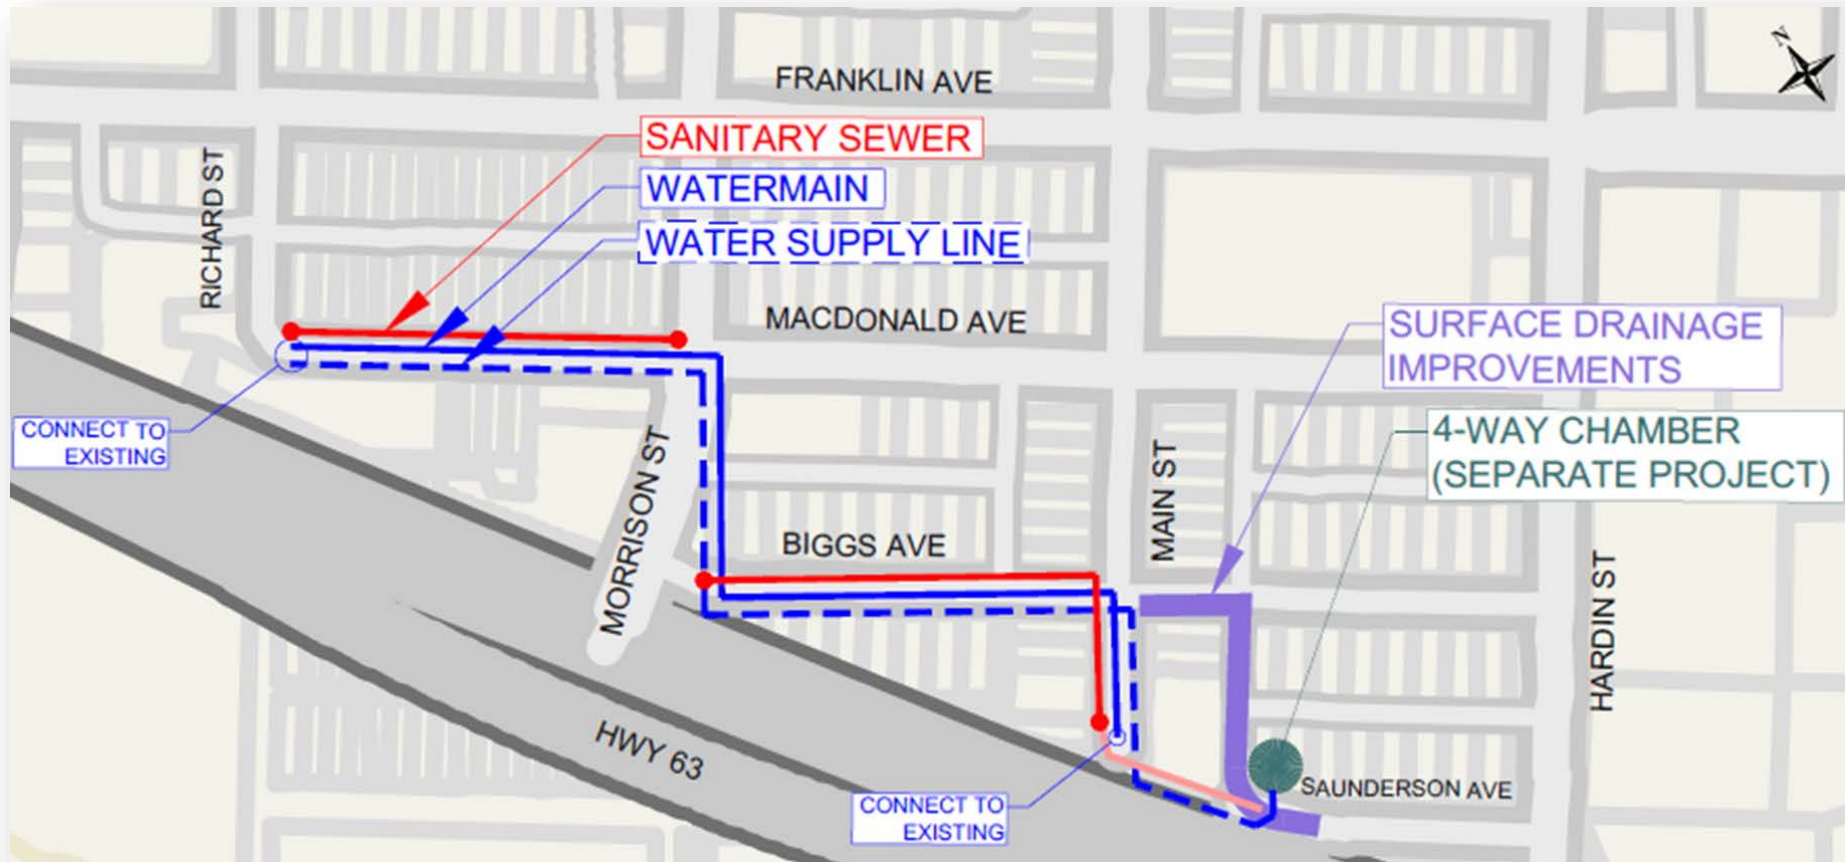 N
FRANKLIN AVE
SANITARY SEWER
WATERMAIN
WATER SUPPLY LINE
RICHARD ST
MACDONALD AVE
SURFACE DRAINAGE
IMPROVEMENTS
CONNECT TO
EXISTING
4-WAY CHAMBER
(SEPARATE PROJECT)
MORRISON ST
MAIN ST
BIGGS AVE
HARDIN ST
HWY 63
SAUNDERSON AVE
CONNECT TO
EXISTING